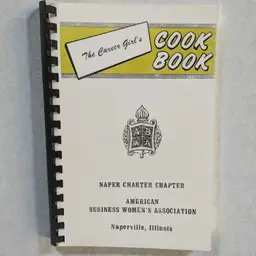 The Career Girl's
COOK
BOOK
NAPER CHARTER CHAPTER
AMERICAN
BUSINESS WOMEN'S ASSOCIATION
Naperville, Illinois